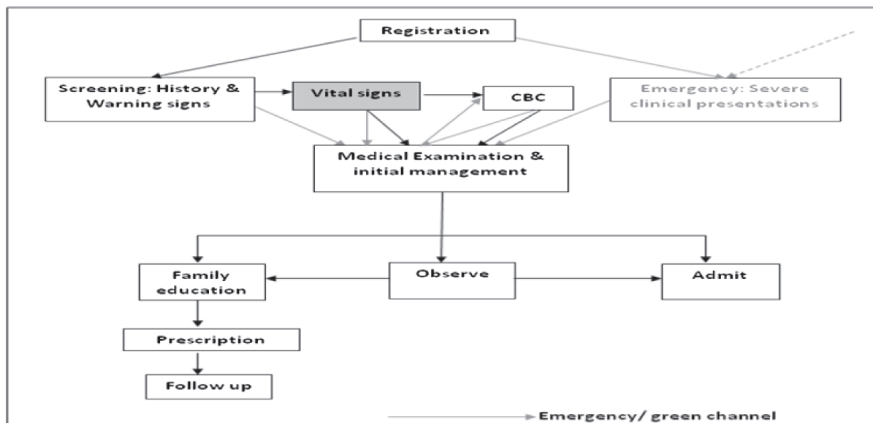 Registration
Screening: History &
Warning signs
Vital signs
CBC
Emergency: Severe
clinical presentations
Medical Examination &
initial management
Family
education
Observe
Admit
Prescription
Follow up
Emergency/ green channel